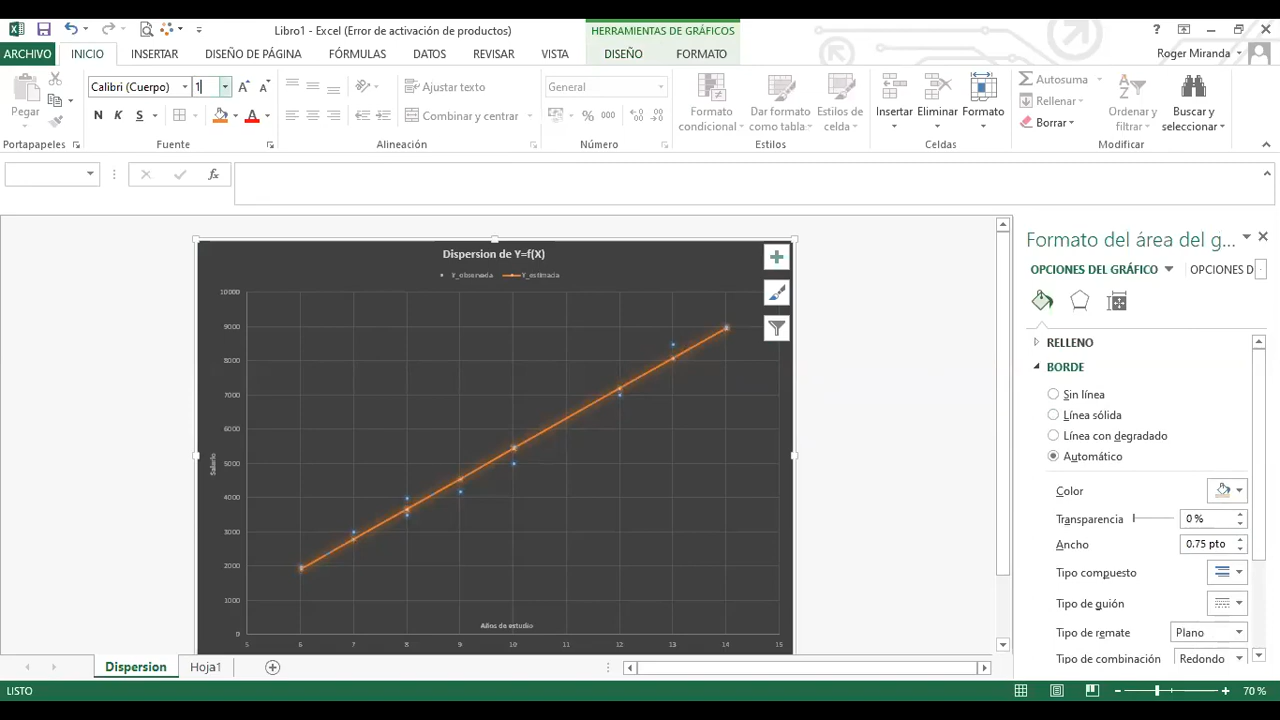 Libro1 - Excel (Error de activación de productos)
HERRAMIENTAS DE GRÁFICOS
?
ARCHIVO INICIO INSERTAR DISEÑO DE PÁGINA FÓRMULAS DATOS REVISAR VISTA DISEÑO FORMATO Roger Miranda
Calibri (Cuerpo) 1 A A Ajustar texto General Autosuma
Pegar Formato condicional Dar formato como tabla Estilos de celda Insertar Eliminar Formato Rellenar Ordenar y filtrar Buscar y seleccionar
N K S A Combinar y centrar % 000 Borrar
Portapapeles Fuente Alineación Número Estilos Celdas Modificar
fx
Formato del área del g...
OPCIONES DEL GRÁFICO OPCIONES D
RELLENO
BORDE
Sin línea
Línea sólida
Línea con degradado
Automático
Color
Transparencia 0 %
Ancho 0.75 pto
Tipo compuesto
Tipo de guión
Tipo de remate Plano
Tipo de combinación Redondo
Dispersion de Y=f(X)
Y_observada Y_estimada
10000
9000
8000
7000
6000
5000
4000
3000
2000
1000
0
Salario
Años de estudio
5 6 7 8 9 10 11 12 13 14 15
Dispersion Hoja1
LISTO 70 %